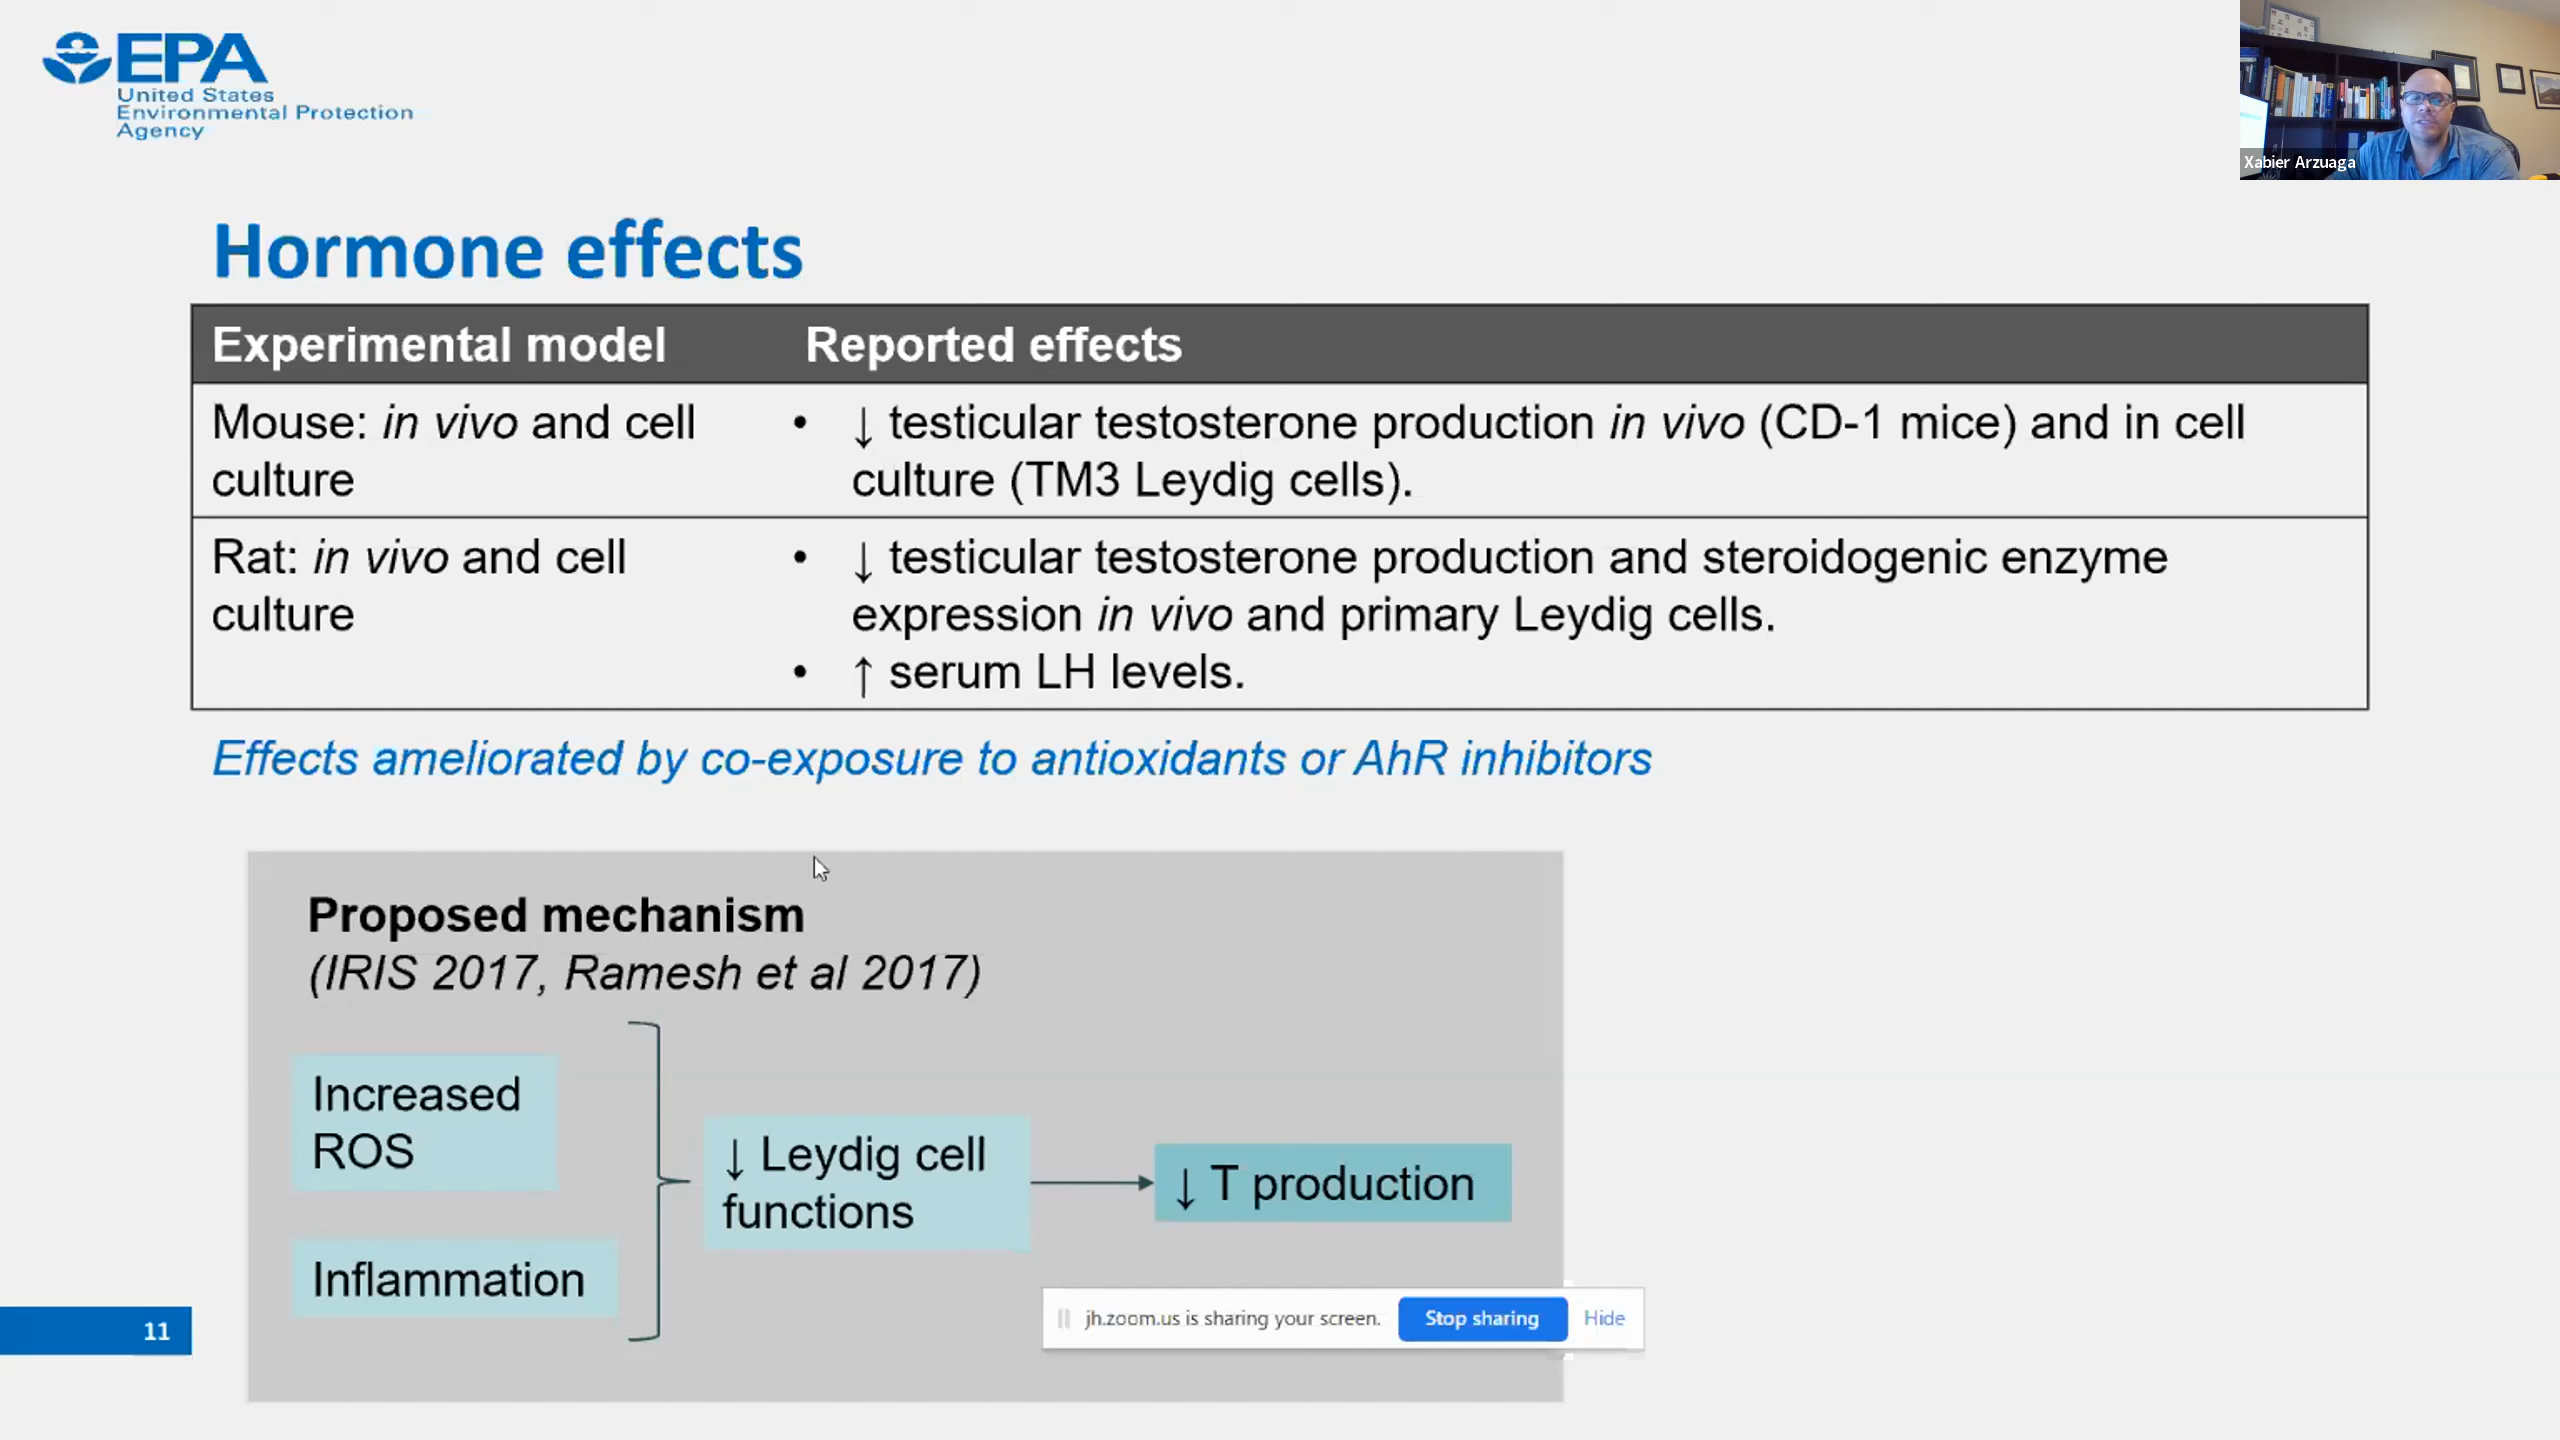 EPA
United States
Environmental Protection
Agency
Xabier Arzuaga
Hormone effects
Experimental model Reported effects
Mouse: in vivo and cell
culture
• ↓ testicular testosterone production in vivo (CD-1 mice) and in cell
culture (TM3 Leydig cells).
Rat: in vivo and cell
culture
• ↓ testicular testosterone production and steroidogenic enzyme
expression in vivo and primary Leydig cells.
• ↑ serum LH levels.
Effects ameliorated by co-exposure to antioxidants or AhR inhibitors
Proposed mechanism
(IRIS 2017, Ramesh et al 2017)
Increased
ROS
Inflammation
↓ Leydig cell
functions
↓ T production
jh.zoom.us is sharing your screen. Stop sharing Hide
11